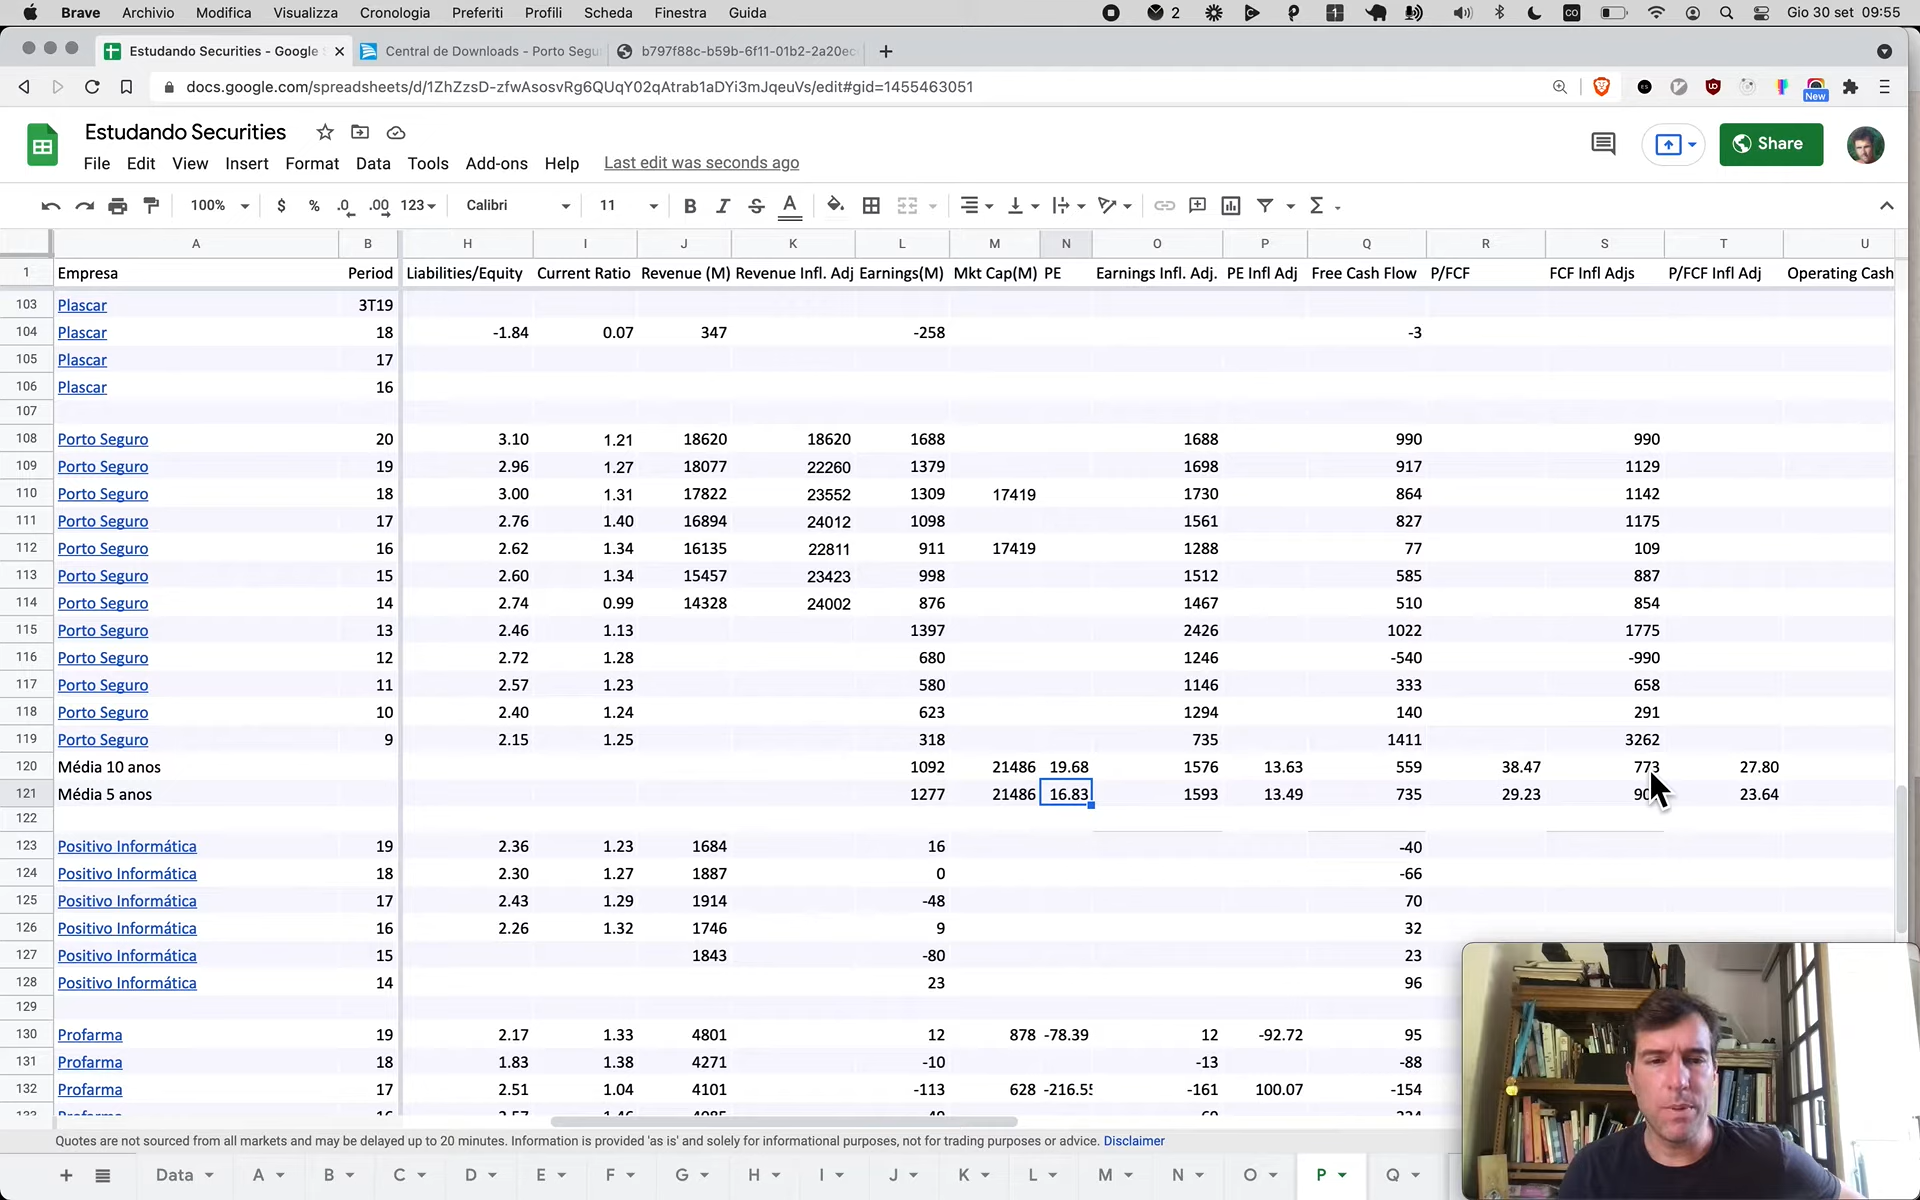 Brave Archivio Modifica Visualizza Cronologia Preferiti Profili Scheda Finestra Guida 2 Gio 30 set 09:55
Estudando Securities - Google Central de Downloads - Porto Segu b797f88c-b59b-6f11-01b2-2a20ec
docs.google.com/spreadsheets/d/1ZhZzsD-zfwAsosvRg6QUqY02qAtrab1aDYi3mJqeuVs/edit#gid=1455463051 New
Estudando Securities
File Edit View Insert Format Data Tools Add-ons Help Last edit was seconds ago Share
100% $ % .0 .00 123 Calibri 11 B I S A
A B H I J K L M N O P Q R S T U
1 Empresa Period Liabilities/Equity Current Ratio Revenue (M) Revenue Infl. Adj Earnings(M) Mkt Cap(M) PE Earnings Infl. Adj. PE Infl Adj Free Cash Flow P/FCF FCF Infl Adjs P/FCF Infl Adj Operating Cash
103 Plascar 3T19
104 Plascar 18 -1.84 0.07 347 -258 -3
105 Plascar 17
106 Plascar 16
107
108 Porto Seguro 20 3.10 1.21 18620 18620 1688 1688 990 990
109 Porto Seguro 19 2.96 1.27 18077 22260 1379 1698 917 1129
110 Porto Seguro 18 3.00 1.31 17822 23552 1309 17419 1730 864 1142
111 Porto Seguro 17 2.76 1.40 16894 24012 1098 1561 827 1175
112 Porto Seguro 16 2.62 1.34 16135 22811 911 17419 1288 77 109
113 Porto Seguro 15 2.60 1.34 15457 23423 998 1512 585 887
114 Porto Seguro 14 2.74 0.99 14328 24002 876 1467 510 854
115 Porto Seguro 13 2.46 1.13 1397 2426 1022 1775
116 Porto Seguro 12 2.72 1.28 680 1246 -540 -990
117 Porto Seguro 11 2.57 1.23 580 1146 333 658
118 Porto Seguro 10 2.40 1.24 623 1294 140 291
119 Porto Seguro 9 2.15 1.25 318 735 1411 3262
120 Média 10 anos 1092 21486 19.68 1576 13.63 559 38.47 773 27.80
121 Média 5 anos 1277 21486 16.83 1593 13.49 735 29.23 23.64
122
123 Positivo Informática 19 2.36 1.23 1684 16 -40
124 Positivo Informática 18 2.30 1.27 1887 0 -66
125 Positivo Informática 17 2.43 1.29 1914 -48 70
126 Positivo Informática 16 2.26 1.32 1746 9 32
127 Positivo Informática 15 1843 -80 23
128 Positivo Informática 14 23 96
129
130 Profarma 19 2.17 1.33 4801 12 878 -78.39 12 -92.72 95
131 Profarma 18 1.83 1.38 4271 -10 -13 -88
132 Profarma 17 2.51 1.04 4101 -113 628 -216.5 -161 100.07 -154
Quotes are not sourced from all markets and may be delayed up to 20 minutes. Information is provided 'as is' and solely for informational purposes, not for trading purposes or advice. Disclaimer
Data A B C D E F G H I J K L M N O P Q